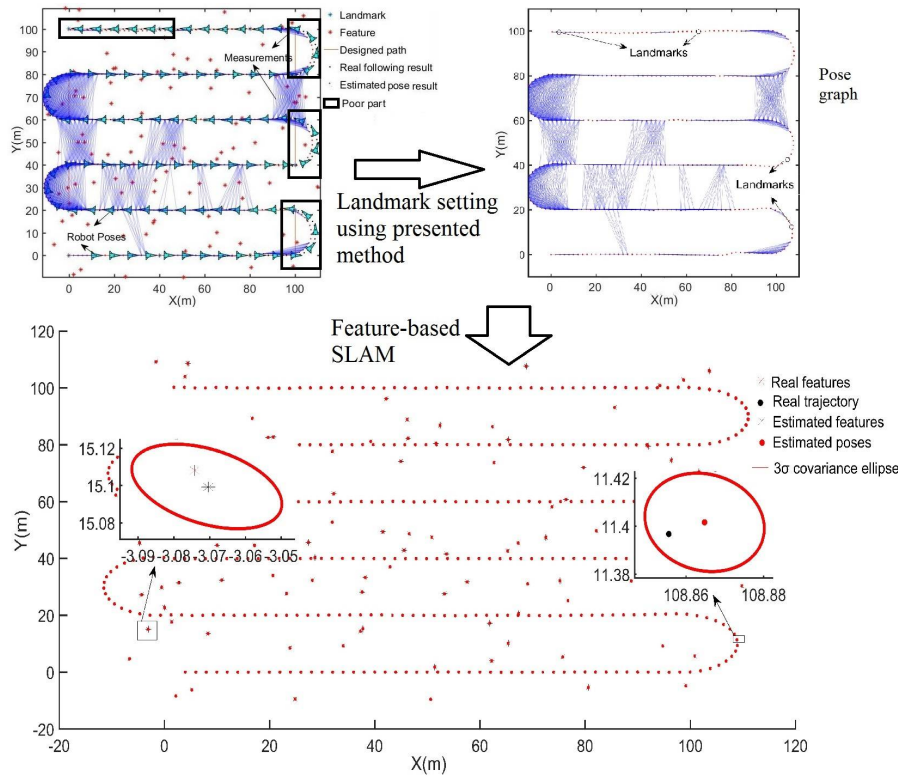 Landmark
Feature
Designed path
Real following result
Estimated pose result
Poor part
Measurements
Robot Poses
100
80
60
40
20
0
Y(m)
0 20 40 60 80 100
X(m)
Landmark setting
using presented
method
Landmarks
Landmarks
100
80
60
40
20
0
Y(m)
0 20 40 60 80 100
X(m)
Pose
graph
Feature-based
SLAM
120
100
80
60
40
20
0
-20
Y(m)
-20 0 20 40 60 80 100 120
X(m)
Real features
Real trajectory
Estimated features
Estimated poses
3σ covariance ellipse
15.12
15.1
15.08
-3.09 -3.08 -3.07 -3.06 -3.05
11.42
11.4
11.38
108.86 108.88